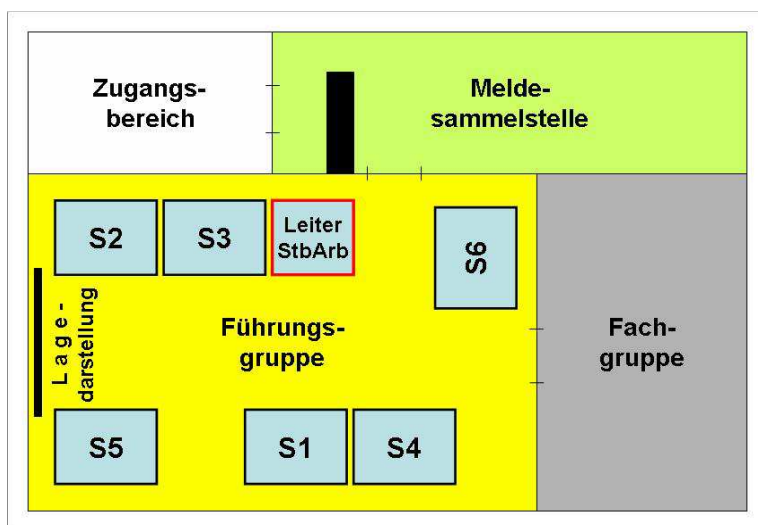 Zugangs-
bereich
Melde-
sammelstelle
S2
S3
Leiter
StbArb
S6
Lage-
darstellung
Führungs-
gruppe
Fach-
gruppe
S5
S1
S4